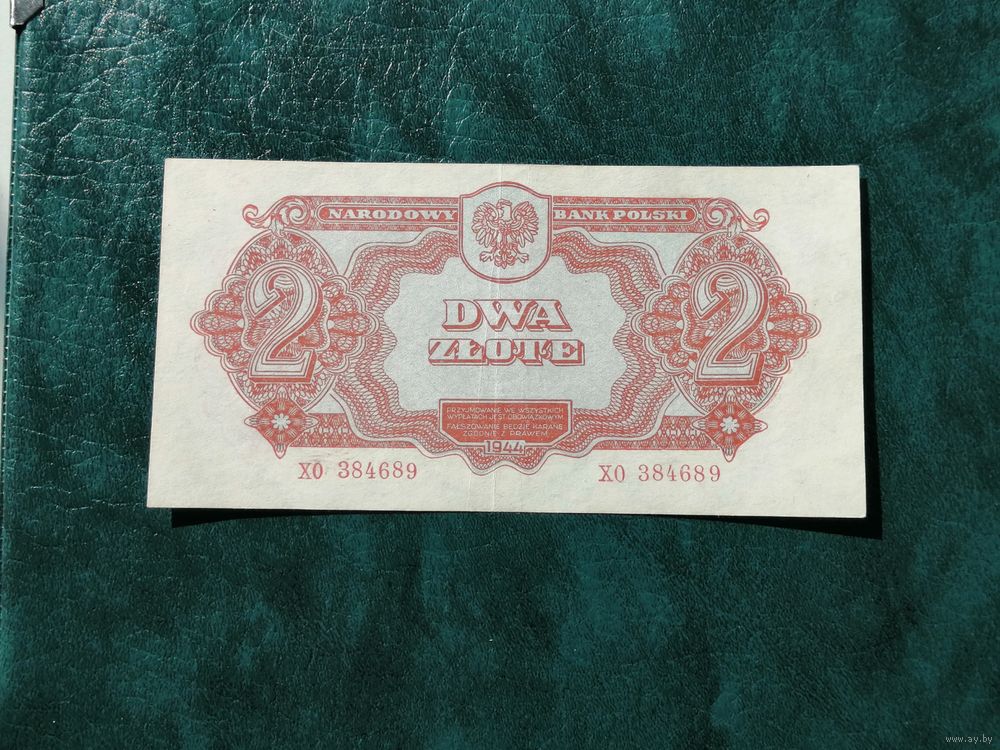 NARODOWY BANK POLSKI
2 2
DWA
ZŁOTE
PRZYJMOWANIE WE WSZYSTKICH
WYPŁATACH JEST OBOWIĄZKOWYM
FAŁSZOWANIE BĘDZIE KARANE
ZGODNIE Z PRAWEM
1944
XO 384689 XO 384689
www.ay.by